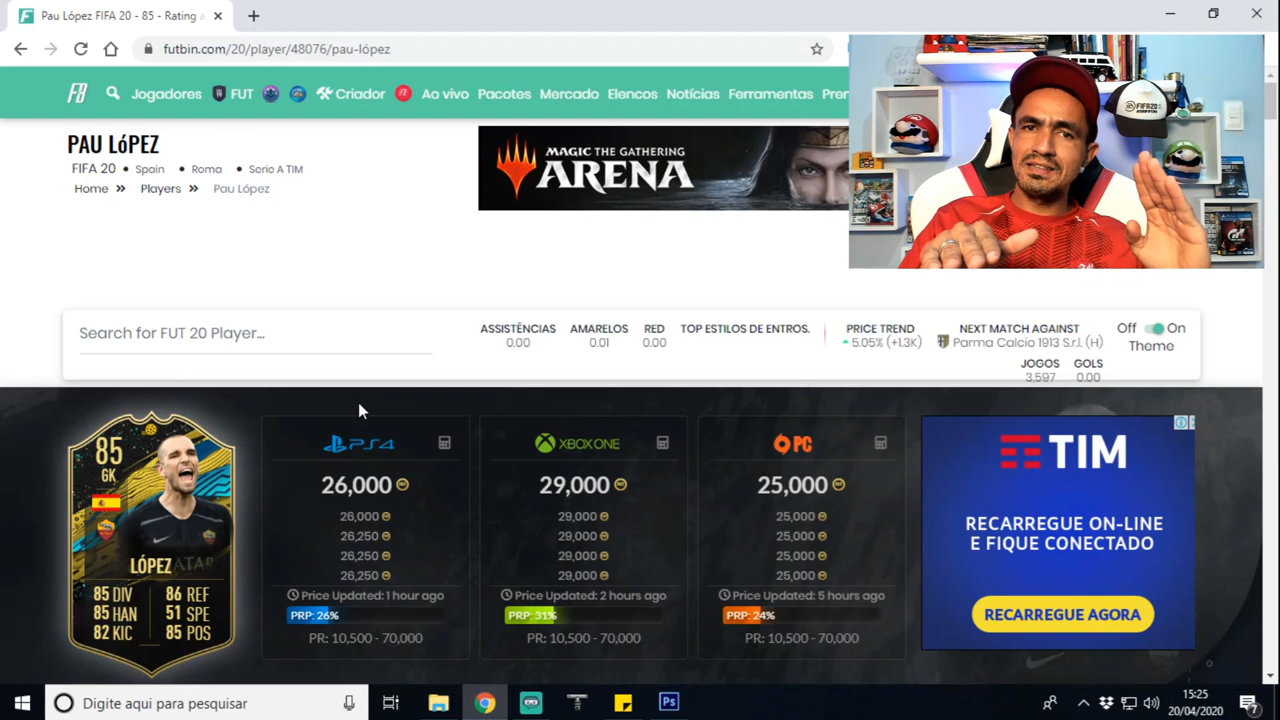 Pau López FIFA 20 - 85 - Rating a
futbin.com/20/player/48076/pau-lópez
F8 Jogadores FUT Criador Ao vivo Pacotes Mercado Elencos Notícias Ferramentas Prer
PAU LóPEZ
FIFA 20 • Spain • Roma • Serie A TIM
Home » Players » Pau López
MAGIC THE GATHERING
ARENA
EA FIFA20
Search for FUT 20 Player...
ASSISTÊNCIAS AMARELOS RED TOP ESTILOS DE ENTROS. PRICE TREND NEXT MATCH AGAINST Off On
0.00 0.01 0.00 5.05% (+1.3K) Parma Calcio 1913 S.r.l. (H) Theme
JOGOS GOLS
3,597 0.00
85
GK
LÓPEZ
85 DIV 86 REF
85 HAN 51 SPE
82 KIC 85 POS
PS4
26,000
26,000
26,250
26,250
26,250
Price Updated: 1 hour ago
PRP: 26%
PR: 10,500 - 70,000
XBOX ONE
29,000
29,000
29,000
29,000
29,000
Price Updated: 2 hours ago
PRP: 31%
PR: 10,500 - 70,000
PC
25,000
25,000
25,000
25,000
25,000
Price Updated: 5 hours ago
PRP: 24%
PR: 10,500 - 70,000
TIM
RECARREGUE ON-LINE
E FIQUE CONECTADO
RECARREGUE AGORA
Digite aqui para pesquisar
Ps
15:25
20/04/2020
7